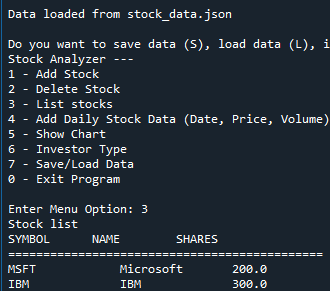 Data loaded from stock_data.json
Do you want to save data (S), load data (L), i
Stock Analyzer ---
1 - Add Stock
2 - Delete Stock
3 - List stocks
4 - Add Daily Stock Data (Date, Price, Volume)
5 - Show Chart
6 - Investor Type
7 - Save/Load Data
0 - Exit Program
Enter Menu Option: 3
Stock list
SYMBOL NAME SHARES
=============================================
MSFT Microsoft 200.0
IBM IBM 300.0